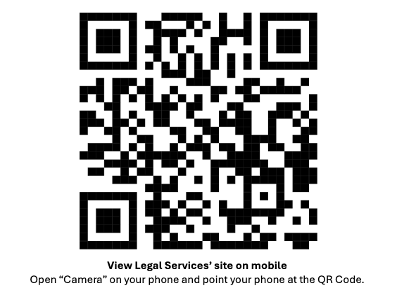 View Legal Services’ site on mobile
Open “Camera” on your phone and point your phone at the QR Code.